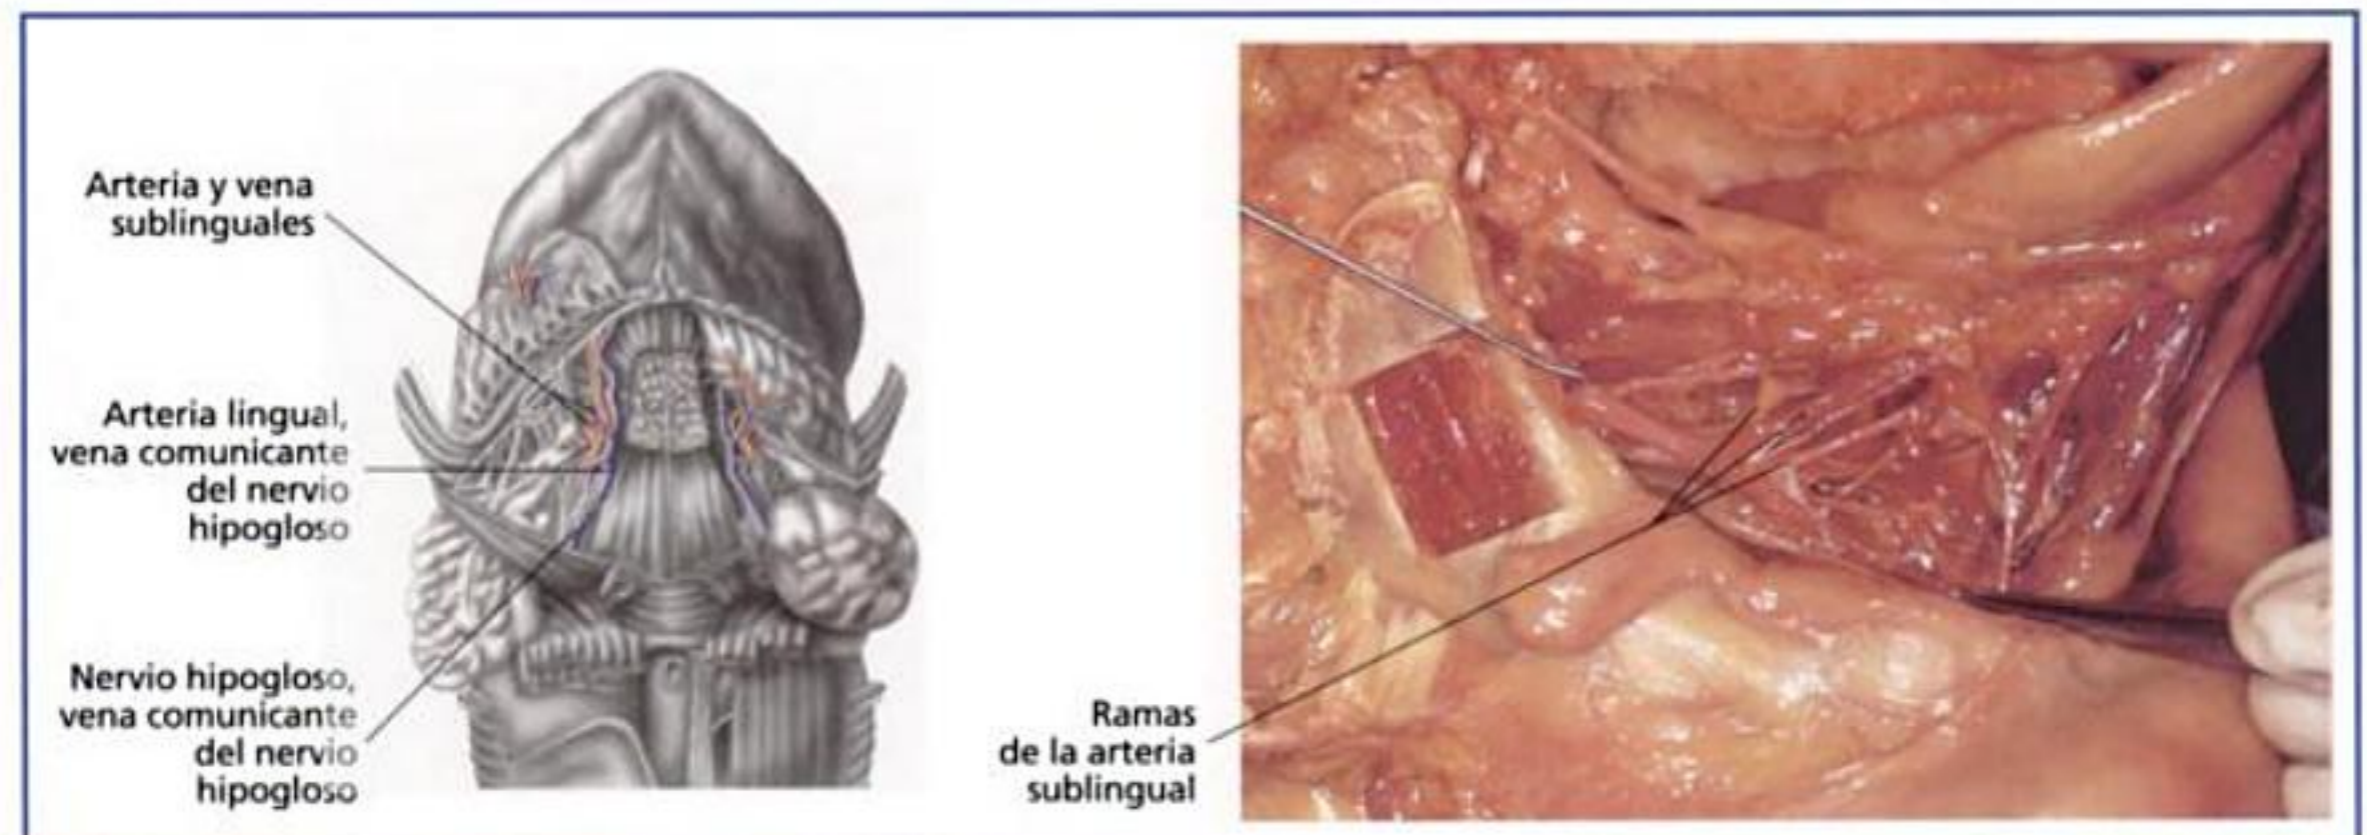 Arteria y vena
sublinguales
Arteria lingual,
vena comunicante
del nervio
hipogloso
Nervio hipogloso,
vena comunicante
del nervio
hipogloso
Ramas
de la arteria
sublingual